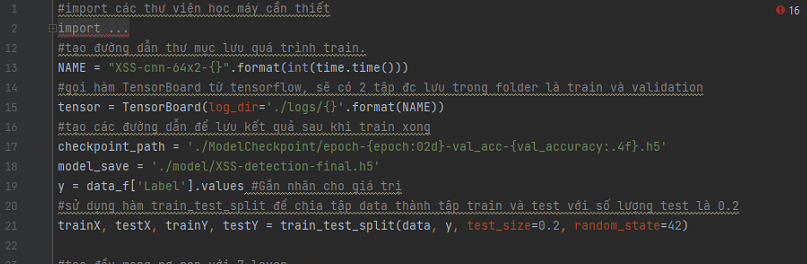 1 #import các thư viện học máy cần thiết
16
2 import ...
12 #tạo đường dẫn thư mục lưu quá trình train.
13 NAME = "XSS-cnn-64x2-{}".format(int(time.time()))
14 #gọi hàm TensorBoard từ tensorflow, sẽ có 2 tập đc lưu trong folder là train và validation
15 tensor = TensorBoard(log_dir='./logs/{}'.format(NAME))
16 #tạo các đường dẫn để lưu kết quả sau khi train xong
17 checkpoint_path = './ModelCheckpoint/epoch-{epoch:02d}-val_acc-{val_accuracy:.4f}.h5'
18 model_save = './model/XSS-detection-final.h5'
19 y = data_f['Label'].values #Gắn nhãn cho giá trị
20 #sử dụng hàm train_test_split để chia tập data thành tập train và test với số lượng test là 0.2
21 trainX, testX, trainY, testY = train_test_split(data, y, test_size=0.2, random_state=42)
22